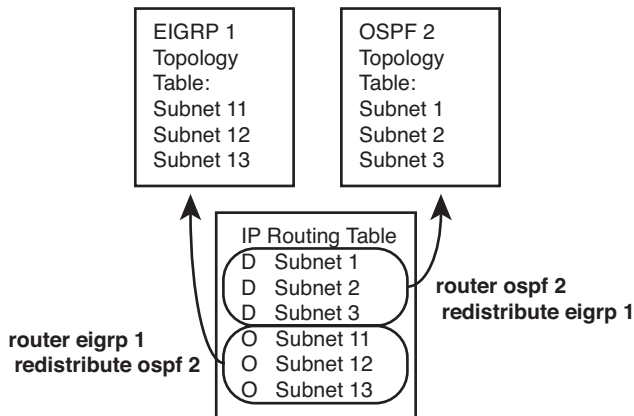 EIGRP 1
Topology
Table:
Subnet 11
Subnet 12
Subnet 13
OSPF 2
Topology
Table:
Subnet 1
Subnet 2
Subnet 3
IP Routing Table
D Subnet 1
D Subnet 2
D Subnet 3
O Subnet 11
O Subnet 12
O Subnet 13
router ospf 2
redistribute eigrp 1
router eigrp 1
redistribute ospf 2